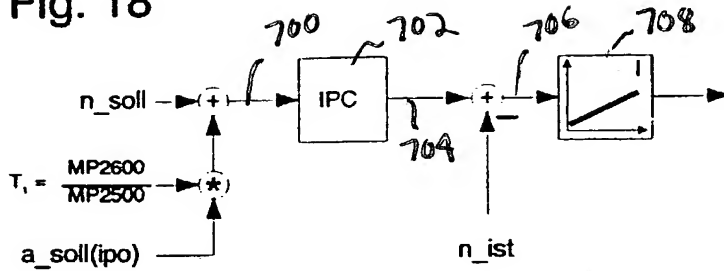 Fig. 18
700 702 706 708
n_soll + IPC + I
− 704
T₁ = MP2600
MP2500 *
a_soll(ipo) n_ist